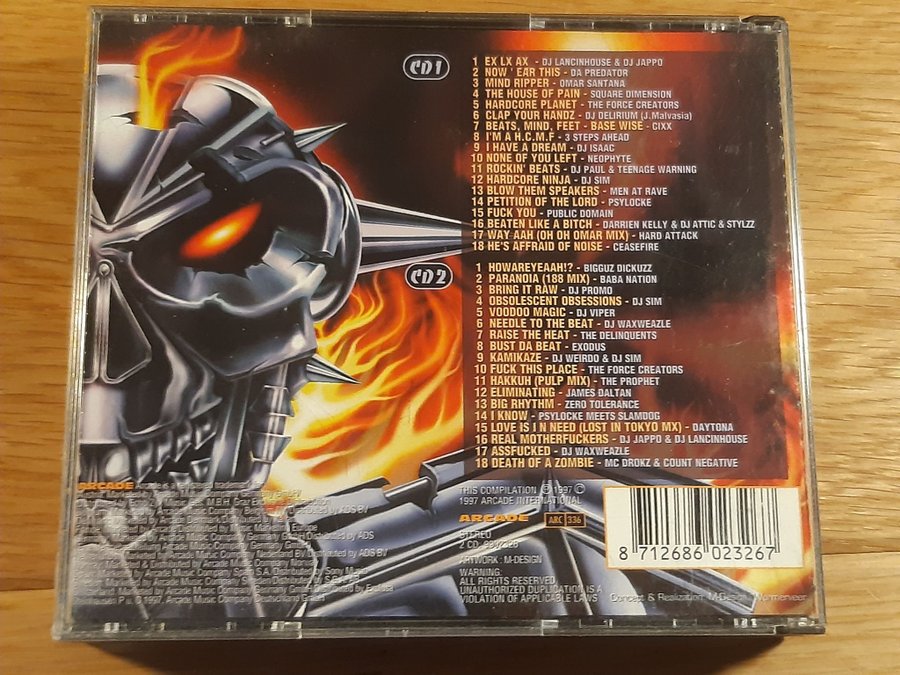 CD1
1 EX LX AX - DJ LANCINHOUSE & DJ JAPPO
2 NOW ' EAR THIS - DA PREDATOR
3 MIND RIPPER - OMAR SANTANA
4 THE HOUSE OF PAIN - SQUARE DIMENSION
5 HARDCORE PLANET - THE FORCE CREATORS
6 CLAP YOUR HANDZ - DJ DELIRIUM (J.Malvasia)
7 BEATS, MIND, FEET - BASE WISE - CIXX
8 I'M A H.C.M.F - 3 STEPS AHEAD
9 I HAVE A DREAM - DJ ISAAC
10 NONE OF YOU LEFT - NEOPHYTE
11 ROCKIN' BEATS - DJ PAUL & TEENAGE WARNING
12 HARDCORE NINJA - DJ SIM
13 BLOW THEM SPEAKERS - MEN AT RAVE
14 PETITION OF THE LORD - PSYLOCKE
15 FUCK YOU - PUBLIC DOMAIN
16 BEATEN LIKE A BITCH - DARRIEN KELLY & DJ ATTIC & STYLZZ
17 WAY AAH (OH OH OMAR MIX) - HARD ATTACK
18 HE'S AFFRAID OF NOISE - CEASEFIRE
CD2
1 HOWAREYEAAH!? - BIGGUZ DICKUZZ
2 PARANOIA (188 MIX) - BABA NATION
3 BRING IT RAW - DJ PROMO
4 OBSOLESCENT OBSESSIONS - DJ SIM
5 VOODOO MAGIC - DJ VIPER
6 NEEDLE TO THE BEAT - DJ WAXWEAZLE
7 RAISE THE HEAT - THE DELINQUENTS
8 BUST DA BEAT - EXODUS
9 KAMIKAZE - DJ WEIRDO & DJ SIM
10 FUCK THIS PLACE - THE FORCE CREATORS
11 HAKKUH (PULP MIX) - THE PROPHET
12 ELIMINATING - JAMES DALTAN
13 BIG RHYTHM - ZERO TOLERANCE
14 I KNOW - PSYLOCKE MEETS SLAMDOG
15 LOVE IS I N NEED (LOST IN TOKYO MX) - DAYTONA
16 REAL MOTHERFUCKERS - DJ JAPPO & DJ LANCINHOUSE
17 ASSFUCKED - DJ WAXWEAZLE
18 DEATH OF A ZOMBIE - MC DROKZ & COUNT NEGATIVE
ARCADE Arcade is a
THIS COMPILATION ℗ 1997 ©
1997 ARCADE INTERNATIONAL
ARCADE ARC 336
STEREO
2 CD
ARTWORK : M-DESIGN
WARNING:
ALL RIGHTS RESERVED
UNAUTHORIZED DUPLICATION IS A
VIOLATION OF APPLICABLE LAWS
8 712686 023267
Concept & Realization: M-Design, Wormerveer